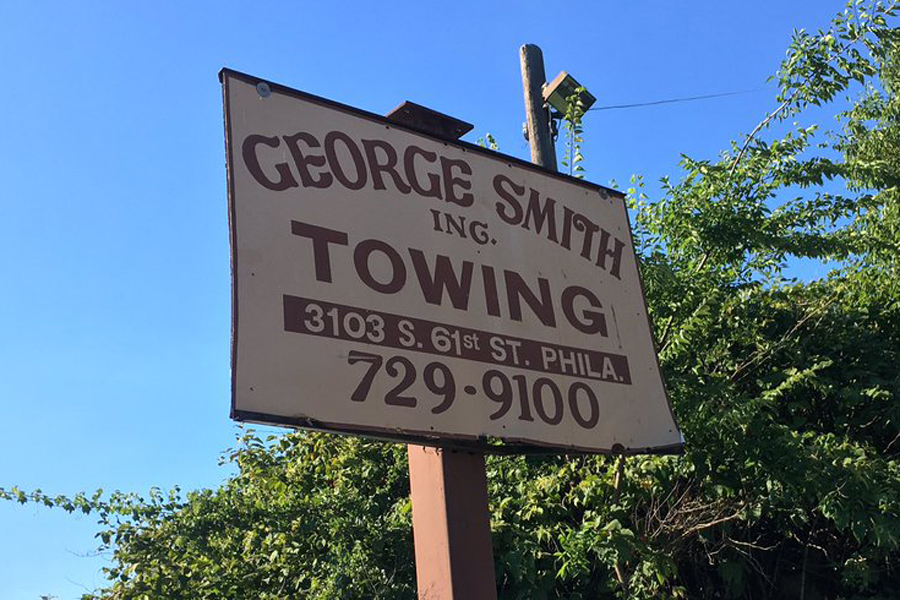 GEORGE SMITH
INC.
TOWING
3103 S. 61st ST. PHILA.
729-9100